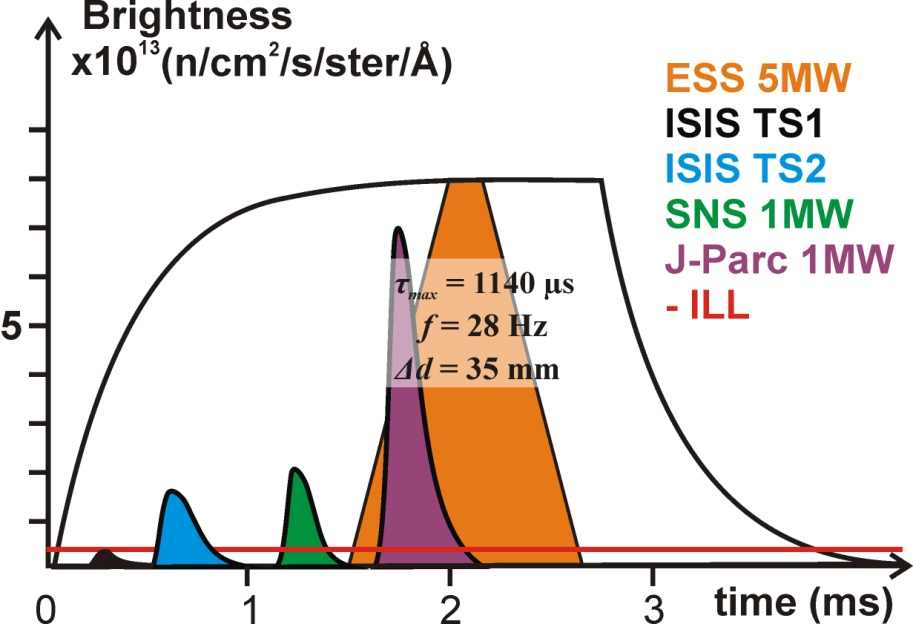 Brightness
x10¹³(n/cm²/s/ster/Å)
ESS 5MW
ISIS TS1
ISIS TS2
SNS 1MW
J-Parc 1MW
- ILL
τmax = 1140 µs
f = 28 Hz
Δd = 35 mm
5
0 1 2 3 time (ms)